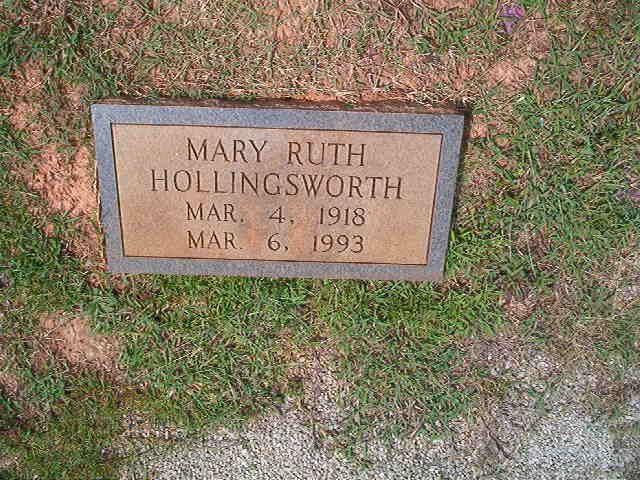 MARY RUTH
HOLLINGSWORTH
MAR. 4, 1918
MAR. 6, 1993